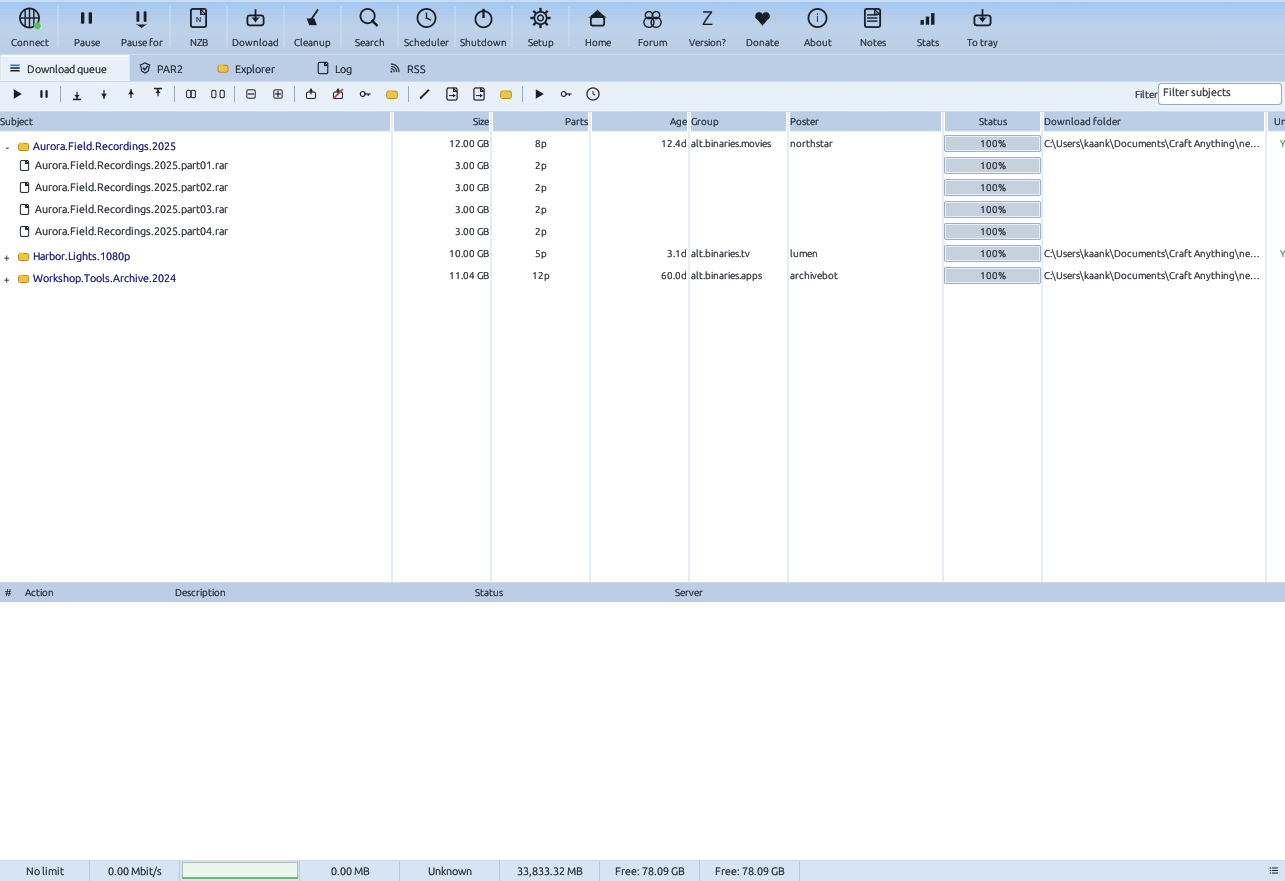 Connect Pause Pause for NZB Download Cleanup Search Scheduler Shutdown Setup Home Forum Version? Donate About Notes Stats To tray
Download queue PAR2 Explorer Log RSS
Filter Filter subjects
Subject Size Parts Age Group Poster Status Download folder Un
- Aurora.Field.Recordings.2025 12.00 GB 8p 12.4d alt.binaries.movies northstar 100% C:\Users\kaank\Documents\Craft Anything\ne... Y
Aurora.Field.Recordings.2025.part01.rar 3.00 GB 2p 100%
Aurora.Field.Recordings.2025.part02.rar 3.00 GB 2p 100%
Aurora.Field.Recordings.2025.part03.rar 3.00 GB 2p 100%
Aurora.Field.Recordings.2025.part04.rar 3.00 GB 2p 100%
+ Harbor.Lights.1080p 10.00 GB 5p 3.1d alt.binaries.tv lumen 100% C:\Users\kaank\Documents\Craft Anything\ne... Y
+ Workshop.Tools.Archive.2024 11.04 GB 12p 60.0d alt.binaries.apps archivebot 100% C:\Users\kaank\Documents\Craft Anything\ne...
# Action Description Status Server
No limit 0.00 Mbit/s 0.00 MB Unknown 33,833.32 MB Free: 78.09 GB Free: 78.09 GB